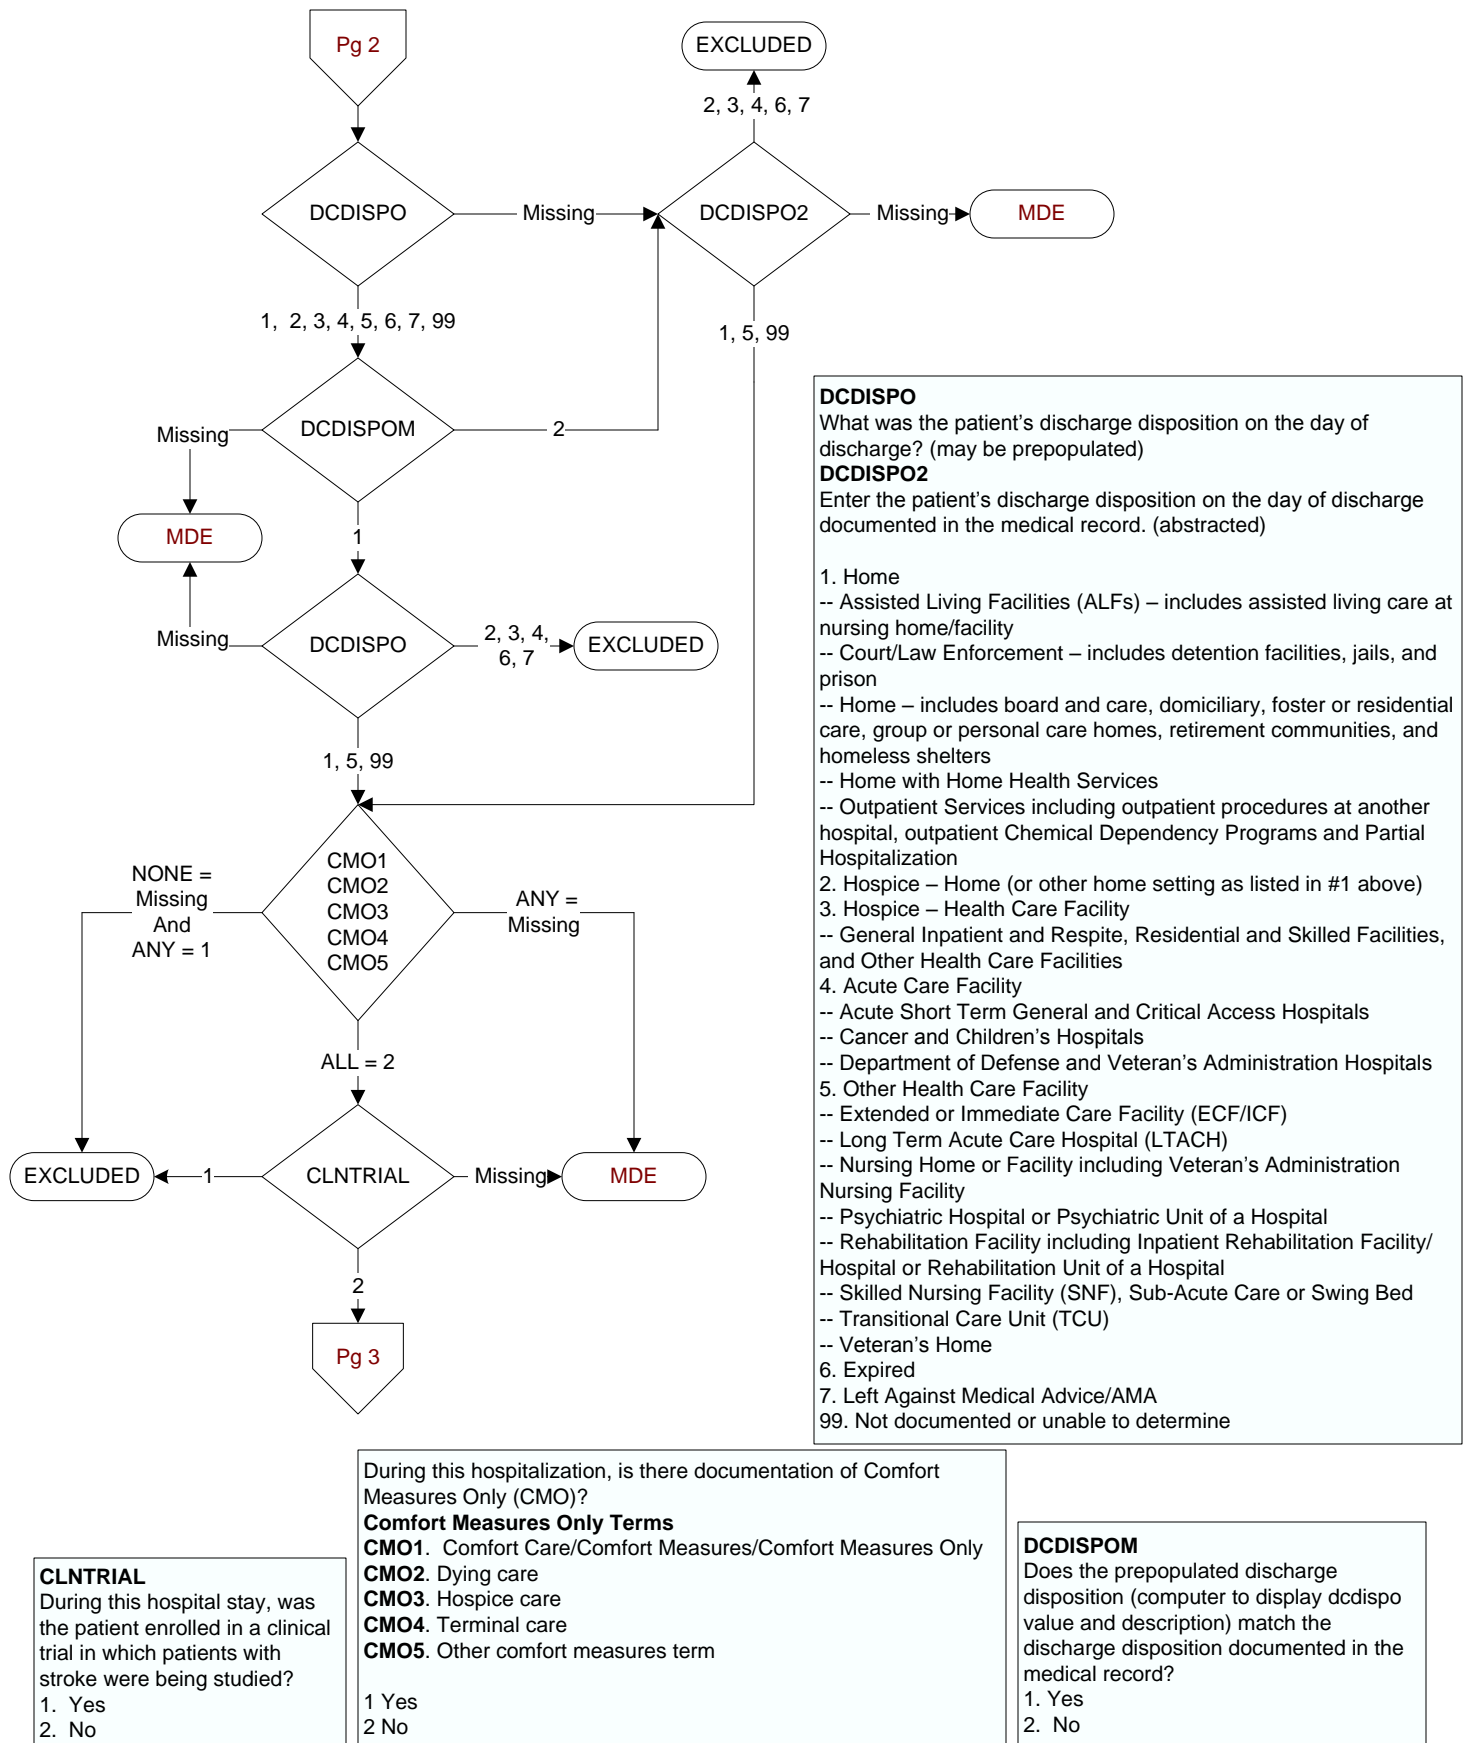 Pg 2
EXCLUDED
2, 3, 4, 6, 7
DCDISPO
Missing
DCDISPO2
Missing
MDE
1,  2, 3, 4, 5, 6, 7, 99
1, 5, 99
DCDISPOM
2
Missing
MDE
1
Missing
DCDISPO
2, 3, 4,
6, 7
EXCLUDED
1, 5, 99
NONE =
Missing
And
ANY = 1
CMO1
CMO2
CMO3
CMO4
CMO5
ANY =
Missing
ALL = 2
EXCLUDED
1
CLNTRIAL
Missing
MDE
2
Pg 3
DCDISPO
What was the patient’s discharge disposition on the day of
discharge? (may be prepopulated)
DCDISPO2
Enter the patient’s discharge disposition on the day of discharge
documented in the medical record. (abstracted)
1. Home
-- Assisted Living Facilities (ALFs) – includes assisted living care at
nursing home/facility
-- Court/Law Enforcement – includes detention facilities, jails, and
prison
-- Home – includes board and care, domiciliary, foster or residential
care, group or personal care homes, retirement communities, and
homeless shelters
-- Home with Home Health Services
-- Outpatient Services including outpatient procedures at another
hospital, outpatient Chemical Dependency Programs and Partial
Hospitalization
2. Hospice – Home (or other home setting as listed in #1 above)
3. Hospice – Health Care Facility
-- General Inpatient and Respite, Residential and Skilled Facilities,
and Other Health Care Facilities
4. Acute Care Facility
-- Acute Short Term General and Critical Access Hospitals
-- Cancer and Children’s Hospitals
-- Department of Defense and Veteran’s Administration Hospitals
5. Other Health Care Facility
-- Extended or Immediate Care Facility (ECF/ICF)
-- Long Term Acute Care Hospital (LTACH)
-- Nursing Home or Facility including Veteran’s Administration
Nursing Facility
-- Psychiatric Hospital or Psychiatric Unit of a Hospital
-- Rehabilitation Facility including Inpatient Rehabilitation Facility/
Hospital or Rehabilitation Unit of a Hospital
-- Skilled Nursing Facility (SNF), Sub-Acute Care or Swing Bed
-- Transitional Care Unit (TCU)
-- Veteran’s Home
6. Expired
7. Left Against Medical Advice/AMA
99. Not documented or unable to determine
CLNTRIAL
During this hospital stay, was
the patient enrolled in a clinical
trial in which patients with
stroke were being studied?
1.  Yes
2.  No
During this hospitalization, is there documentation of Comfort
Measures Only (CMO)?
Comfort Measures Only Terms
CMO1.  Comfort Care/Comfort Measures/Comfort Measures Only
CMO2. Dying care
CMO3. Hospice care
CMO4. Terminal care
CMO5. Other comfort measures term
1 Yes
2 No
DCDISPOM
Does the prepopulated discharge
disposition (computer to display dcdispo
value and description) match the
discharge disposition documented in the
medical record?
1. Yes
2.  No